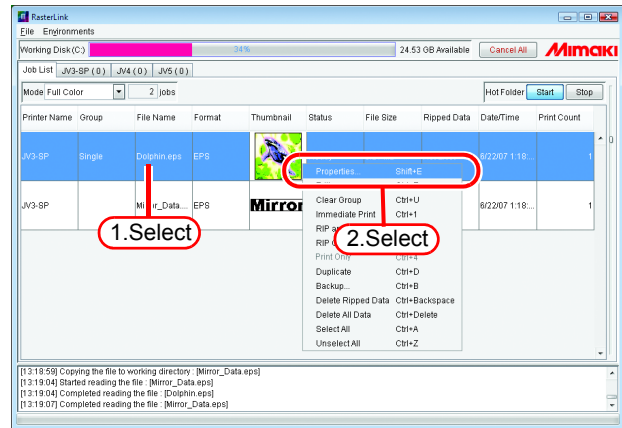 RasterLink
File Environments
Working Disk(C:) 34% 24.53 GB Available Cancel All Mimaki
Job List JV3-SP ( 0 ) JV4 ( 0 ) JV5 ( 0 )
Mode Full Color 2 jobs Hot Folder Start Stop
Printer Name Group File Name Format Thumbnail Status File Size Ripped Data Date/Time Print Count
JV3-SP Single Dolphin.eps EPS 6/22/07 1:18:... 1
Properties... Shift+E
JV3-SP EPS Mirror 6/22/07 1:18:... 1
Clear Group Ctrl+U
Immediate Print Ctrl+1
1.Select
RIP
2.Select
RIP
Print Only Ctrl+4
Duplicate Ctrl+D
Backup... Ctrl+B
Delete Ripped Data Ctrl+Backspace
Delete All Data Ctrl+Delete
Select All Ctrl+A
Unselect All Ctrl+Z
[13:18:59] Copying the file to working directory : [Mirror_Data.eps]
[13:19:04] Started reading the file : [Mirror_Data.eps]
[13:19:04] Completed reading the file : [Dolphin.eps]
[13:19:07] Completed reading the file : [Mirror_Data.eps]